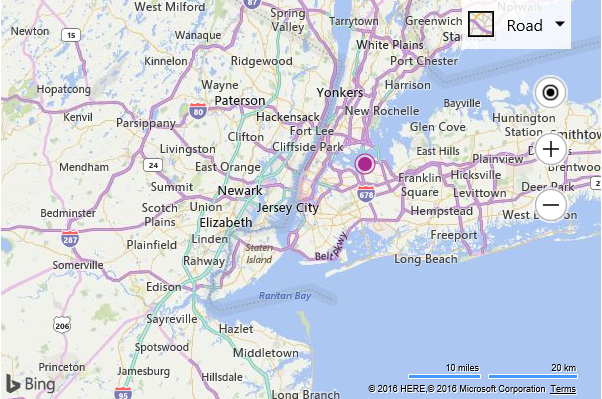 West Milford
87
Spring
Valley
Tarrytown
Greenwich
Norwalk
Road
Newton
15
Wanaque
White Plains
Kinnelon
Ridgewood
Port Chester
Hopatcong
Wayne
Yonkers
Harrison
Paterson
Bayville
Kenvil
80
Hackensack
New Rochelle
Huntington
Station
Parsippany
Fort Lee
Glen Cove
Clifton
Cliffside Park
Livingston
East Hills
Plainview
Mendham
24
East Orange
Brentwood
Franklin
Square
Hicksville
Summit
Newark
678
Levittown
Deer Park
Bedminster
Scotch
Plains
Union
Jersey City
Hempstead
Elizabeth
287
Linden
Freeport
Plainfield
Staten
Island
Belt Pkwy
Long Beach
Somerville
Rahway
Edison
Raritan Bay
Sayreville
206
Hazlet
Spotswood
Middletown
Princeton
10 miles
20 km
Jamesburg
Hillsdale
Bing
95
Long Branch
© 2016 HERE,© 2016 Microsoft Corporation Terms